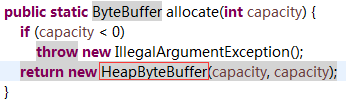 public static ByteBuffer allocate(int capacity) {
if (capacity < 0)
throw new IllegalArgumentException();
return new HeapByteBuffer(capacity, capacity);
}